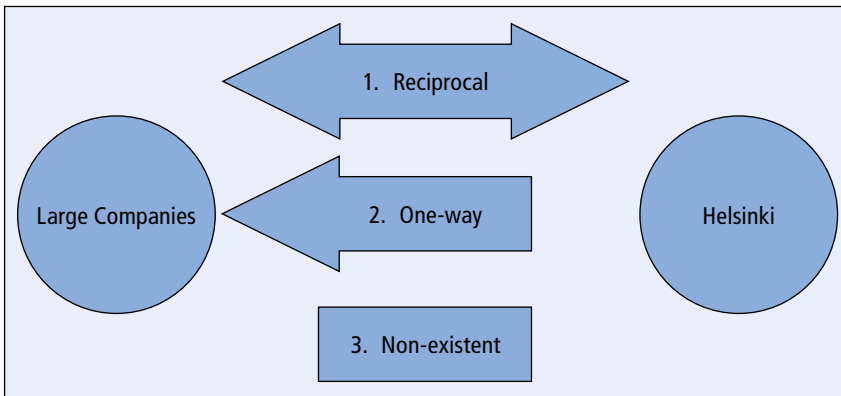 1. Reciprocal
Large Companies
2. One-way
Helsinki
3. Non-existent